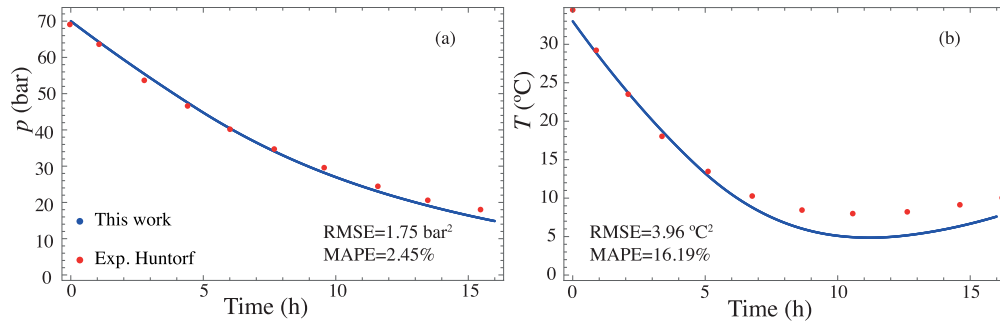 70
60
50
40
30
20
10
0
p (bar)
(a)
This work
Exp. Huntorf
RMSE=1.75 bar²
MAPE=2.45%
0
5
10
15
Time (h)
30
25
20
15
10
5
0
T (ºC)
(b)
RMSE=3.96 ºC²
MAPE=16.19%
0
5
10
15
Time (h)